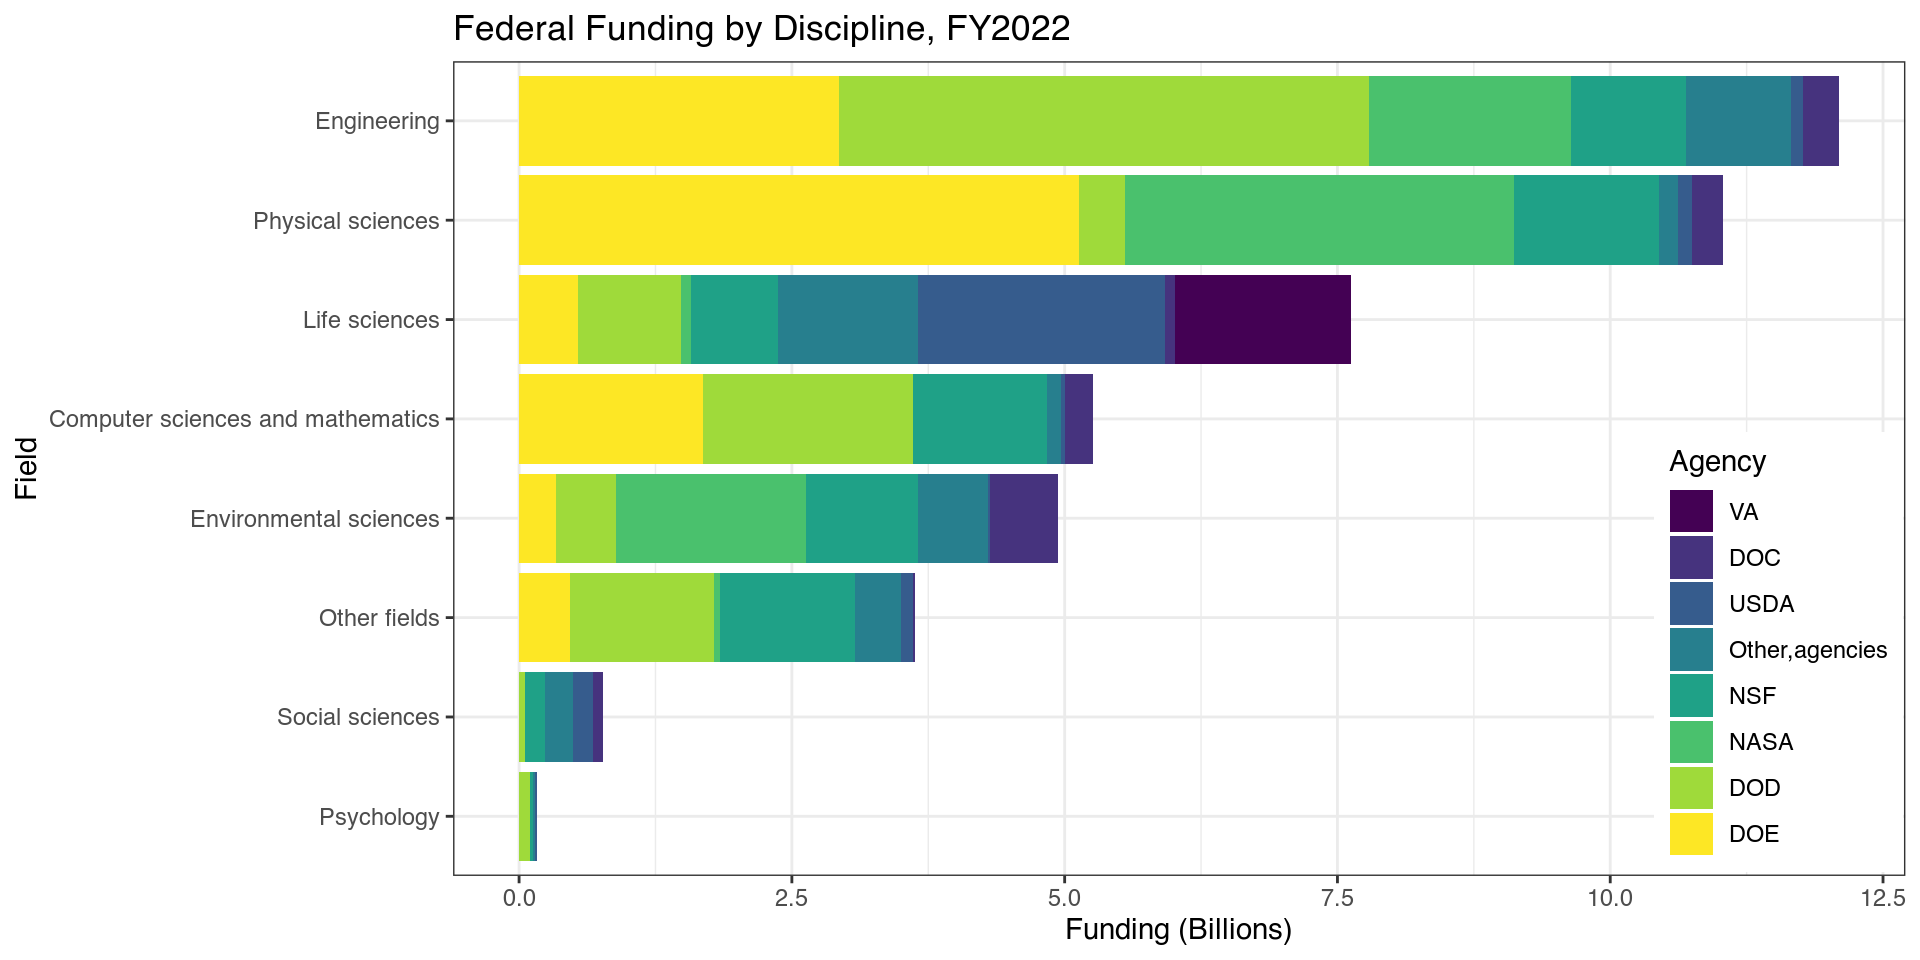 Federal Funding by Discipline, FY2022
Engineering
Physical sciences
Life sciences
Computer sciences and mathematics
Environmental sciences
Other fields
Social sciences
Psychology
Field
0.0 2.5 5.0 7.5 10.0 12.5
Funding (Billions)
Agency
VA
DOC
USDA
Other,agencies
NSF
NASA
DOD
DOE